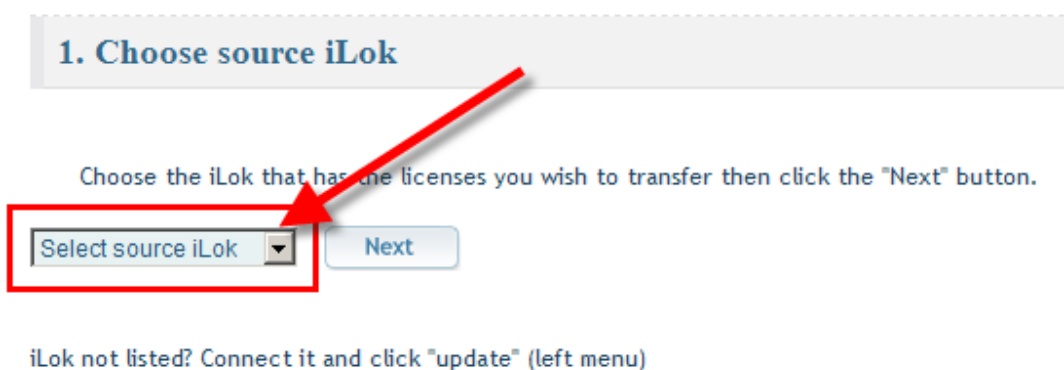 1. Choose source iLok
Choose the iLok that has the licenses you wish to transfer then click the "Next" button.
Select source iLok
Next
iLok not listed? Connect it and click "update" (left menu)